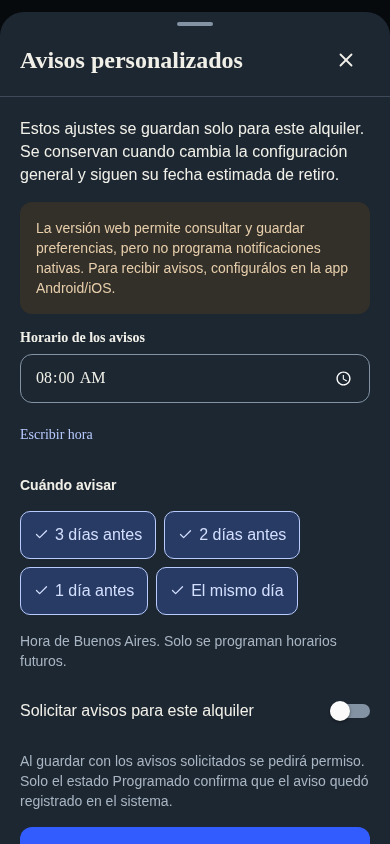 Avisos personalizados
Estos ajustes se guardan solo para este alquiler.
Se conservan cuando cambia la configuración
general y siguen su fecha estimada de retiro.
La versión web permite consultar y guardar
preferencias, pero no programa notificaciones
nativas. Para recibir avisos, configurálos en la app
Android/iOS.
Horario de los avisos
08:00 AM
Escribir hora
Cuándo avisar
3 días antes
2 días antes
1 día antes
El mismo día
Hora de Buenos Aires. Solo se programan horarios
futuros.
Solicitar avisos para este alquiler
Al guardar con los avisos solicitados se pedirá permiso.
Solo el estado Programado confirma que el aviso quedó
registrado en el sistema.